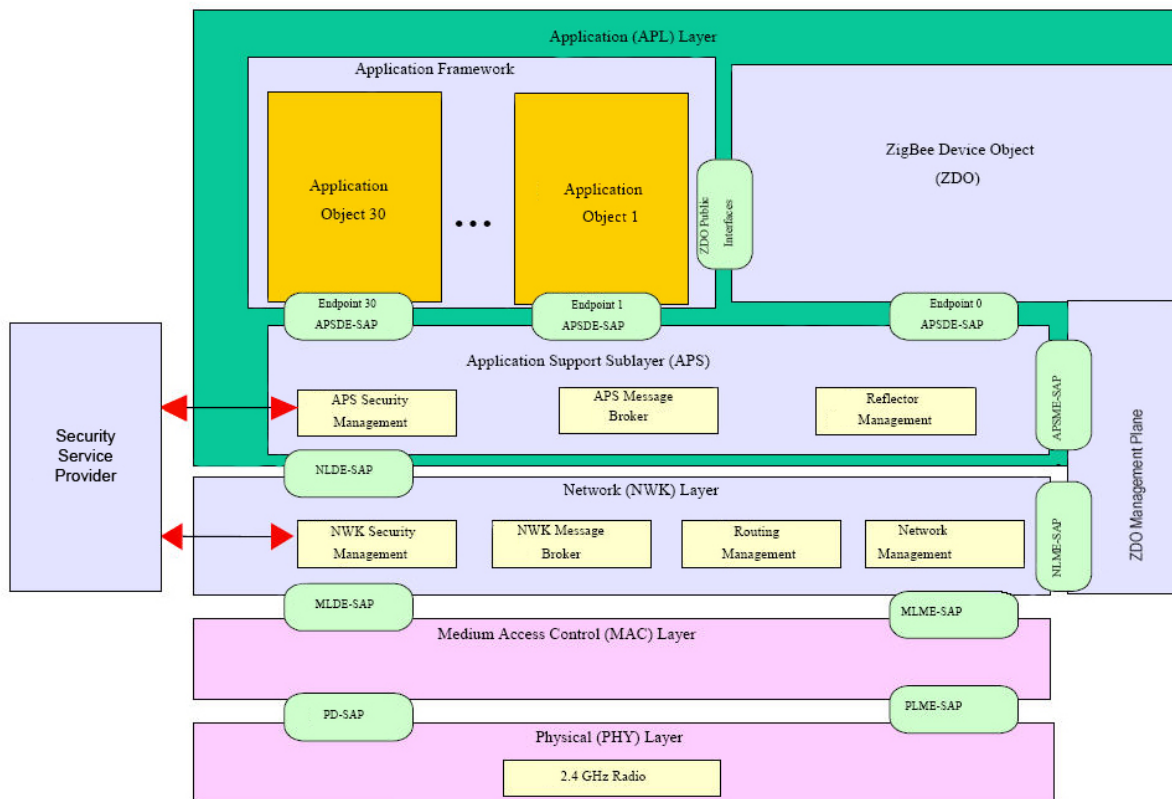 Application (APL) Layer
Application Framework
Application
Object 30
...
Application
Object 1
ZDO Public
Interfaces
ZigBee Device Object
(ZDO)
Endpoint 30
APSDE-SAP
Endpoint 1
APSDE-SAP
Endpoint 0
APSDE-SAP
Application Support Sublayer (APS)
APS Security
Management
APS Message
Broker
Reflector
Management
APSME-SAP
Security
Service
Provider
NLDE-SAP
Network (NWK) Layer
NWK Security
Management
NWK Message
Broker
Routing
Management
Network
Management
NLME-SAP
ZDO Management Plane
MLDE-SAP
MLME-SAP
Medium Access Control (MAC) Layer
PD-SAP
PLME-SAP
Physical (PHY) Layer
2.4 GHz Radio